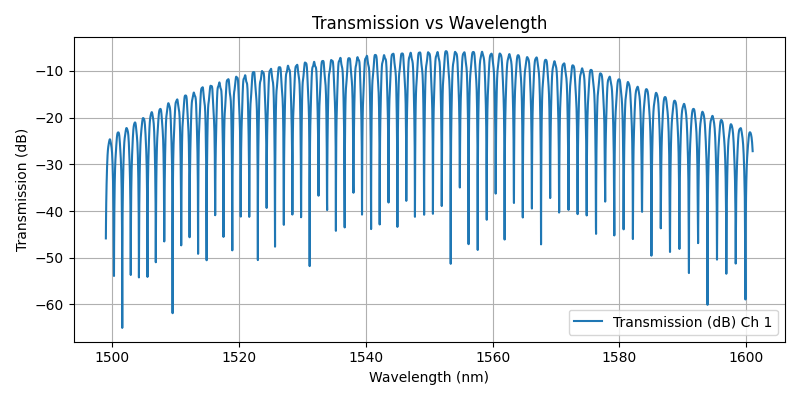 Transmission vs Wavelength
Transmission (dB)
−10
−20
−30
−40
−50
−60
Transmission (dB) Ch 1
1500 1520 1540 1560 1580 1600
Wavelength (nm)